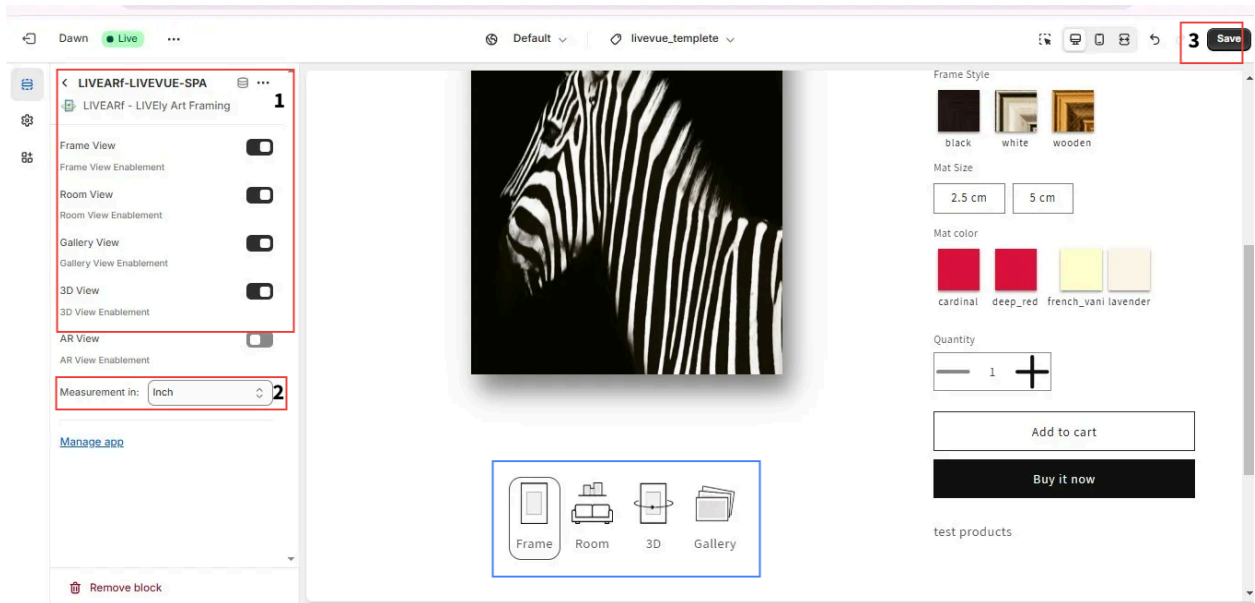 Dawn Live ... Default livevue_templete 3 Save
LIVEARf-LIVEVUE-SPA ...
LIVEARf - LIVEly Art Framing 1
Frame View
Frame View Enablement
Room View
Room View Enablement
Gallery View
Gallery View Enablement
3D View
3D View Enablement
AR View
AR View Enablement
Measurement in: Inch 2
Manage app
Remove block
Frame Room 3D Gallery
Frame Style
black white wooden
Mat Size
2.5 cm 5 cm
Mat color
cardinal deep_red french_vani lavender
Quantity
1
Add to cart
Buy it now
test products